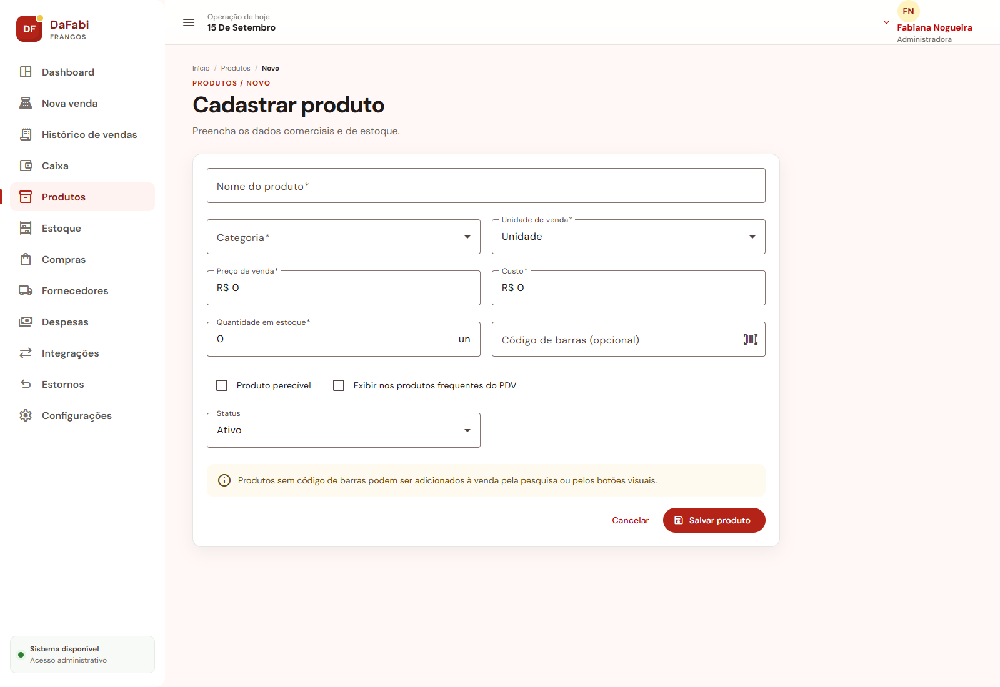 DF
DaFabi
FRANGOS
Dashboard
Nova venda
Histórico de vendas
Caixa
Produtos
Estoque
Compras
Fornecedores
Despesas
Integrações
Estornos
Configurações
Sistema disponível
Acesso administrativo
Operação de hoje
15 De Setembro
FN
Fabiana Nogueira
Administradora
Início / Produtos / Novo
PRODUTOS / NOVO
Cadastrar produto
Preencha os dados comerciais e de estoque.
Nome do produto*
Categoria*
Unidade de venda*
Unidade
Preço de venda*
R$ 0
Custo*
R$ 0
Quantidade em estoque*
0 un
Código de barras (opcional)
Produto perecível
Exibir nos produtos frequentes do PDV
Status
Ativo
Produtos sem código de barras podem ser adicionados à venda pela pesquisa ou pelos botões visuais.
Cancelar
Salvar produto